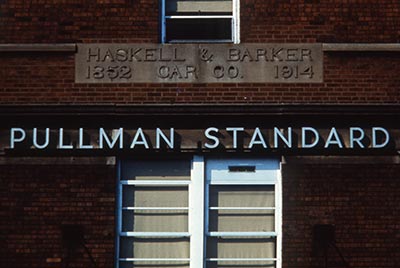 HASKELL & BARKER
1852 CAR CO. 1914
PULLMAN STANDARD